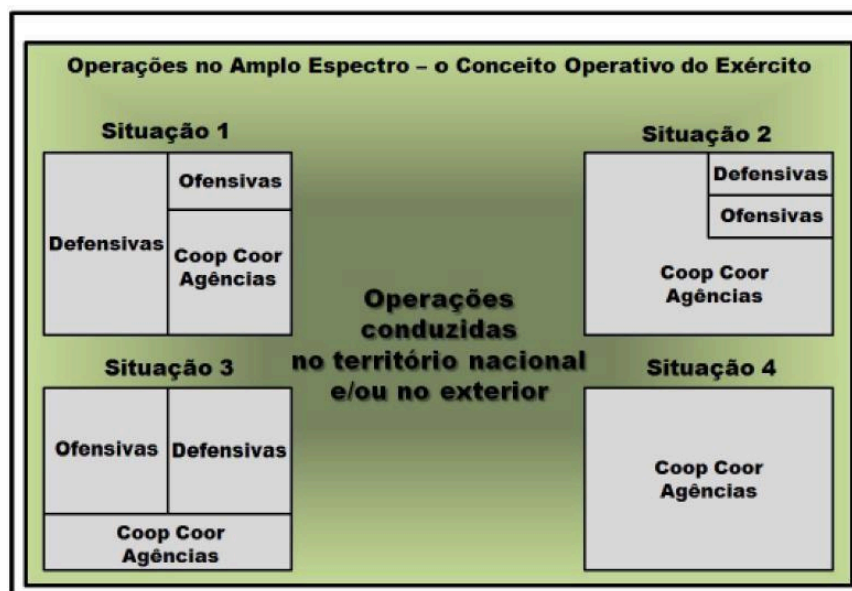 Operações no Amplo Espectro – o Conceito Operativo do Exército
Situação 1
Defensivas
Ofensivas
Coop Coor
Agências
Situação 2
Defensivas
Ofensivas
Coop Coor
Agências
Operações
conduzidas
no território nacional
e/ou no exterior
Situação 3
Ofensivas
Defensivas
Coop Coor
Agências
Situação 4
Coop Coor
Agências